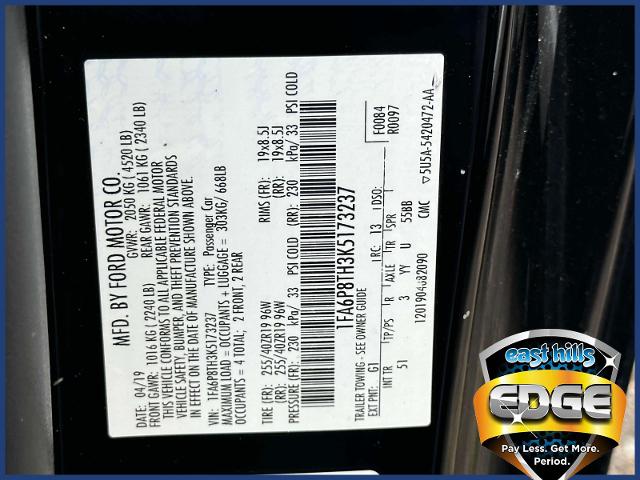 MFD. BY FORD MOTOR CO.
DATE: 04/19 GVWR: 2050 KG ( 4520 LB)
FRONT GAWR: 1016 KG ( 2240 LB) REAR GAWR: 1061 KG ( 2340 LB)
THIS VEHICLE CONFORMS TO ALL APPLICABLE FEDERAL MOTOR
VEHICLE SAFETY, BUMPER, AND THEFT PREVENTION STANDARDS
IN EFFECT ON THE DATE OF MANUFACTURE SHOWN ABOVE.
VIN: 1FA6P8TH3K5173237 TYPE: Passenger Car
MAXIMUM LOAD = OCCUPANTS + LUGGAGE = 303KG/ 668LB
OCCUPANTS = 4 TOTAL; 2 FRONT, 2 REAR
TIRE (FR): 255/40ZR19 96W RIMS (FR): 19x8.5J
(RR): 255/40ZR19 96W (RR): 19x8.5J
PRESSURE (FR): 230 kPa/ 33 PSI COLD (RR): 230 kPa/ 33 PSI COLD
1FA6P8TH3K5173237
TRAILER TOWING - SEE OWNER GUIDE
F0084
R0097
EXT PNT: G1 RC: 13 DSO:
INT TR TP/PS R AXLE TR SPR
51 3 YY U 55BB
CMC
▽5U5A-5420472-AA
east hills
EDGE
Pay Less. Get More.
Period.